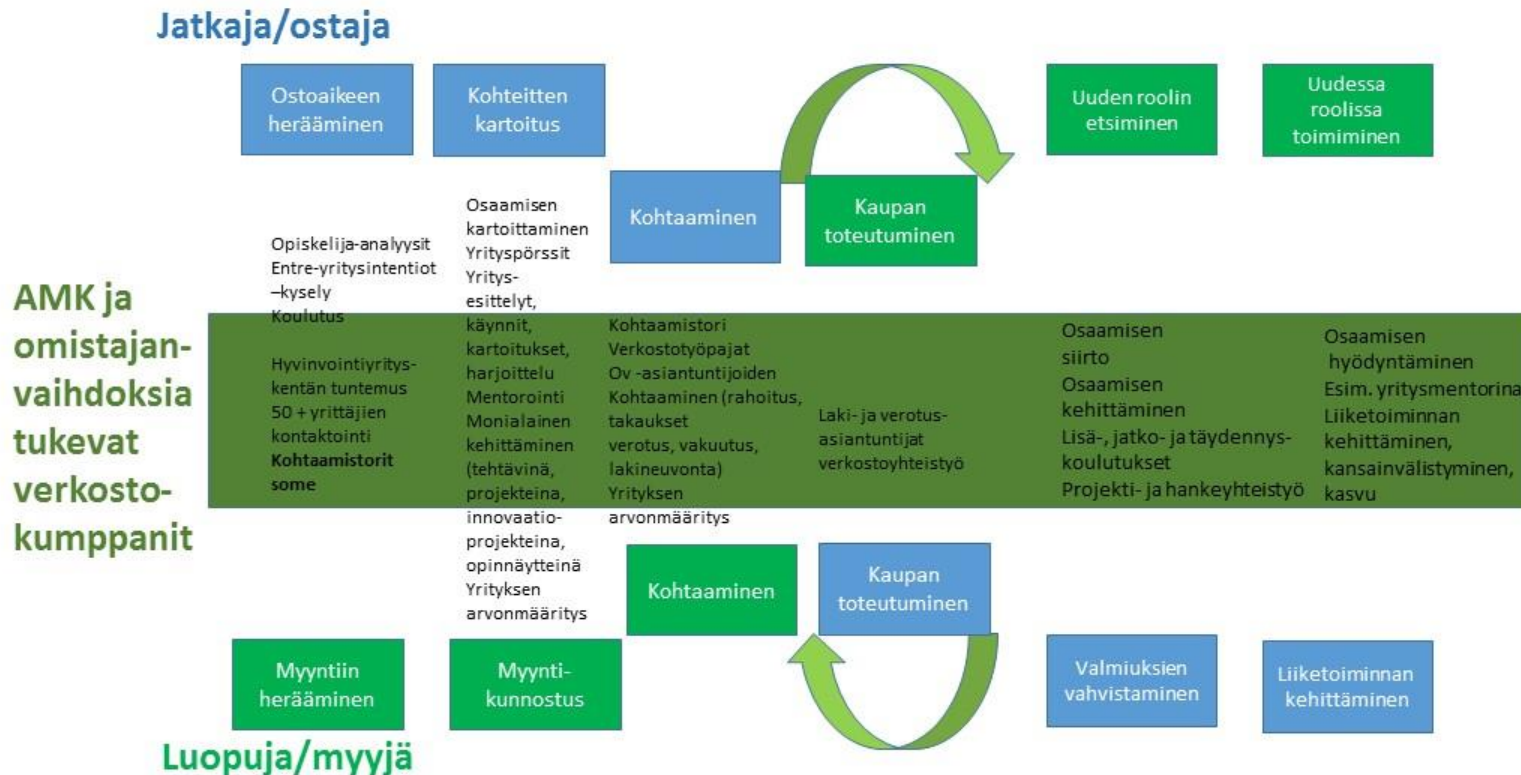 Jatkaja/ostaja
Ostoaikeen
herääminen
Kohteitten
kartoitus
Uuden roolin
etsiminen
Uudessa
roolissa
toimiminen
Kohtaaminen
Kaupan
toteutuminen
AMK ja
omistajan-
vaihdoksia
tukevat
verkosto-
kumppanit
Opiskelija-analyysit
Entre-yritysintentiot
–kysely
Koulutus
Hyvinvointiyritys-
kentän tuntemus
50 + yrittäjien
kontaktointi
Kohtaamistorit
some
Osaamisen
kartoittaminen
Yrityspörssit
Yritys-
esittelyt,
käynnit,
kartoitukset,
harjoittelu
Mentorointi
Monialainen
kehittäminen
(tehtävinä,
projekteina,
innovaatio-
projekteina,
opinnäytteinä
Yrityksen
arvonmääritys
Kohtaamistori
Verkostotyöpajat
Ov -asiantuntijoiden
Kohtaaminen (rahoitus,
takaukset
verotus, vakuutus,
lakineuvonta)
Yrityksen
arvonmääritys
Laki- ja verotus-
asiantuntijat
verkostoyhteistyö
Osaamisen
siirto
Osaamisen
kehittäminen
Lisä-, jatko- ja täydennys-
koulutukset
Projekti- ja hankeyhteistyö
Osaamisen
hyödyntäminen
Esim. yritysmentorina
Liiketoiminnan
kehittäminen,
kansainvälistyminen,
kasvu
Kohtaaminen
Kaupan
toteutuminen
Myyntiin
herääminen
Myynti-
kunnostus
Valmiuksien
vahvistaminen
Liiketoiminnan
kehittäminen
Luopuja/myyjä